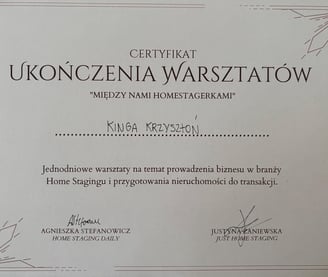 CERTYFIKAT
UKOŃCZENIA WARSZTATÓW
"MIĘDZY NAMI HOMESTAGERKAMI"
KINGA KRZYSZTOŃ
Jednodniowe warsztaty na temat prowadzenia biznesu w branży
Home Stagingu i przygotowania nieruchomości do transakcji.
AGNIESZKA STEFANOWICZ
HOME STAGING DAILY
JUSTYNA ZANIEWSKA
JUST HOME STAGING